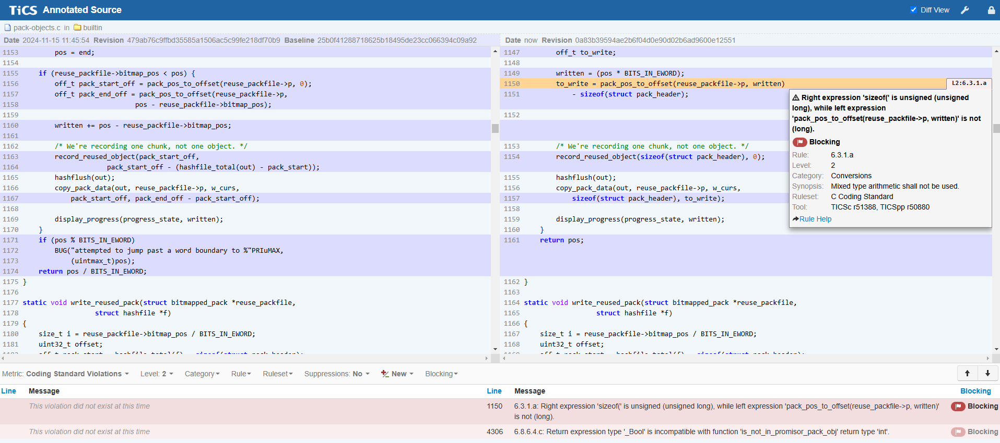 TiCS Annotated Source
Diff View
pack-objects.c in builtin
Date 2024-11-15 11:45:54 Revision 479ab76c9ffbd35585a1506ac5c99fe218df70b9 Baseline 25b0f41288718625b18495de23cc066394c09a92
1153 pos = end;
1154
1155 if (reuse_packfile->bitmap_pos < pos) {
1156 off_t pack_start_off = pack_pos_to_offset(reuse_packfile->p, 0);
1157 off_t pack_end_off = pack_pos_to_offset(reuse_packfile->p,
1158 pos - reuse_packfile->bitmap_pos);
1159
1160 written += pos - reuse_packfile->bitmap_pos;
1161
1162 /* We're recording one chunk, not one object. */
1163 record_reused_object(pack_start_off,
1164 pack_start_off - (hashfile_total(out) - pack_start));
1165 hashflush(out);
1166 copy_pack_data(out, reuse_packfile->p, w_curs,
1167 pack_start_off, pack_end_off - pack_start_off);
1168
1169 display_progress(progress_state, written);
1170 }
1171 if (pos % BITS_IN_EWORD)
1172 BUG("attempted to jump past a word boundary to %"PRIuMAX,
1173 (uintmax_t)pos);
1174 return pos / BITS_IN_EWORD;
1175 }
1176
1177 static void write_reused_pack(struct bitmapped_pack *reuse_packfile,
1178 struct hashfile *f)
1179 {
1180 size_t i = reuse_packfile->bitmap_pos / BITS_IN_EWORD;
1181 uint32_t offset;
Date now Revision 0a83b39594ae2b6f04d0e90d02b6ad9600e12551
1147 off_t to_write;
1148
1149 written = (pos * BITS_IN_EWORD);
1150 to_write = pack_pos_to_offset(reuse_packfile->p, written)
1151 - sizeof(struct pack_header);
1152
1153 /* We're recording one chunk, not one object. */
1154 record_reused_object(sizeof(struct pack_header), 0);
1155 hashflush(out);
1156 copy_pack_data(out, reuse_packfile->p, w_curs,
1157 sizeof(struct pack_header), to_write);
1158
1159 display_progress(progress_state, written);
1160 }
1161 return pos;
1162 }
1163
1164 static void write_reused_pack(struct bitmapped_pack *reuse_packfile,
1165 struct hashfile *f)
1166 {
1167 size_t i = reuse_packfile->bitmap_pos / BITS_IN_EWORD;
1168 uint32_t offset;
L2:6.3.1.a
Right expression 'sizeof(' is unsigned (unsigned
long), while left expression
'pack_pos_to_offset(reuse_packfile->p, written)' is not
(long).
Blocking
Rule: 6.3.1.a
Level: 2
Category: Conversions
Synopsis: Mixed type arithmetic shall not be used.
Ruleset: C Coding Standard
Tool: TICSc r51388, TICSpp r50880
Rule Help
Metric: Coding Standard Violations Level: 2 Category Rule Ruleset Suppressions: No New Blocking
Line Message Line Message Blocking
This violation did not exist at this time 1150 6.3.1.a: Right expression 'sizeof(' is unsigned (unsigned long), while left expression 'pack_pos_to_offset(reuse_packfile->p, written)' Blocking
is not (long).
This violation did not exist at this time 4306 6.8.6.4.c: Return expression type '_Bool' is incompatible with function 'is_not_in_promisor_pack_obj' return type 'int'. Blocking